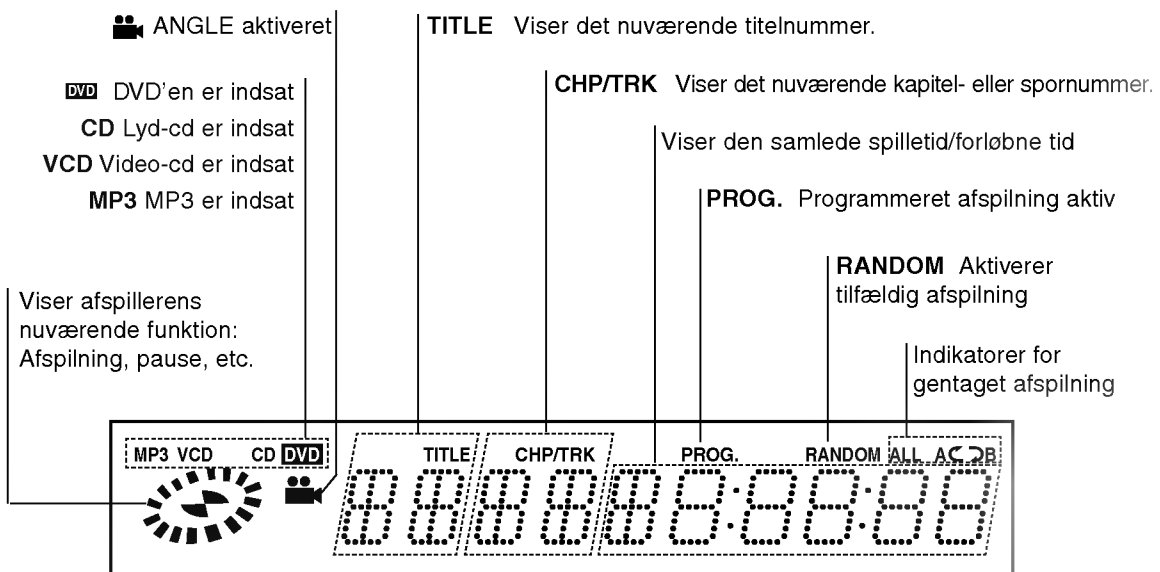 ANGLE aktiveret
TITLE Viser det nuværende titelnummer.
DVD DVD'en er indsat
CD Lyd-cd er indsat
VCD Video-cd er indsat
MP3 MP3 er indsat
CHP/TRK Viser det nuværende kapitel- eller spornummer.
Viser den samlede spilletid/forløbne tid
PROG. Programmeret afspilning aktiv
RANDOM Aktiverer
tilfældig afspilning
Viser afspillerens
nuværende funktion:
Afspilning, pause, etc.
Indikatorer for
gentaget afspilning
MP3 VCD CD DVD TITLE CHP/TRK PROG. RANDOM ALL A B